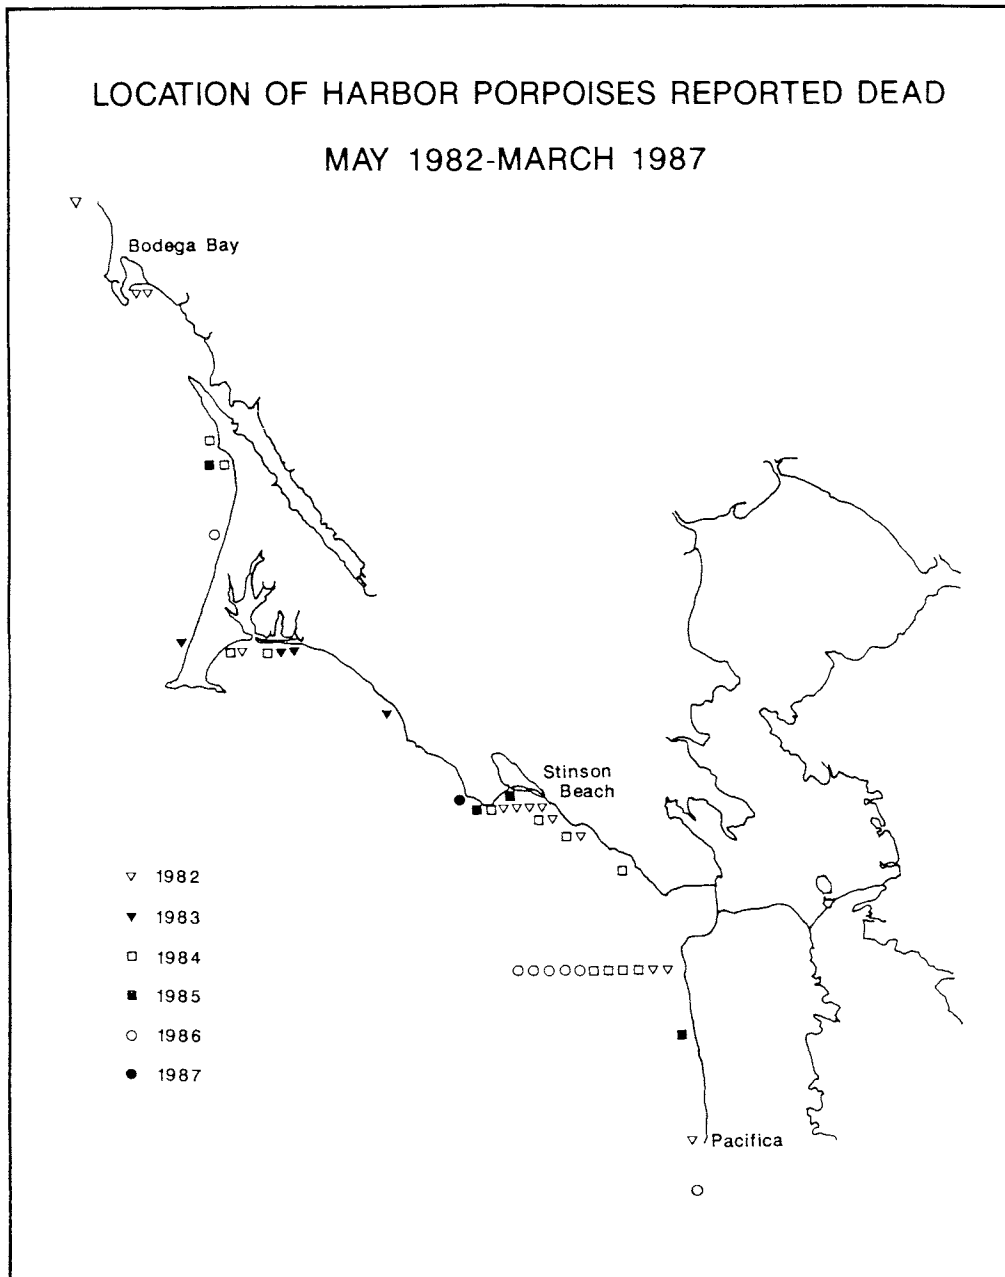 LOCATION OF HARBOR PORPOISES REPORTED DEAD
MAY 1982-MARCH 1987
Bodega Bay
Stinson
Beach
1982
1983
1984
1985
1986
1987
Pacifica